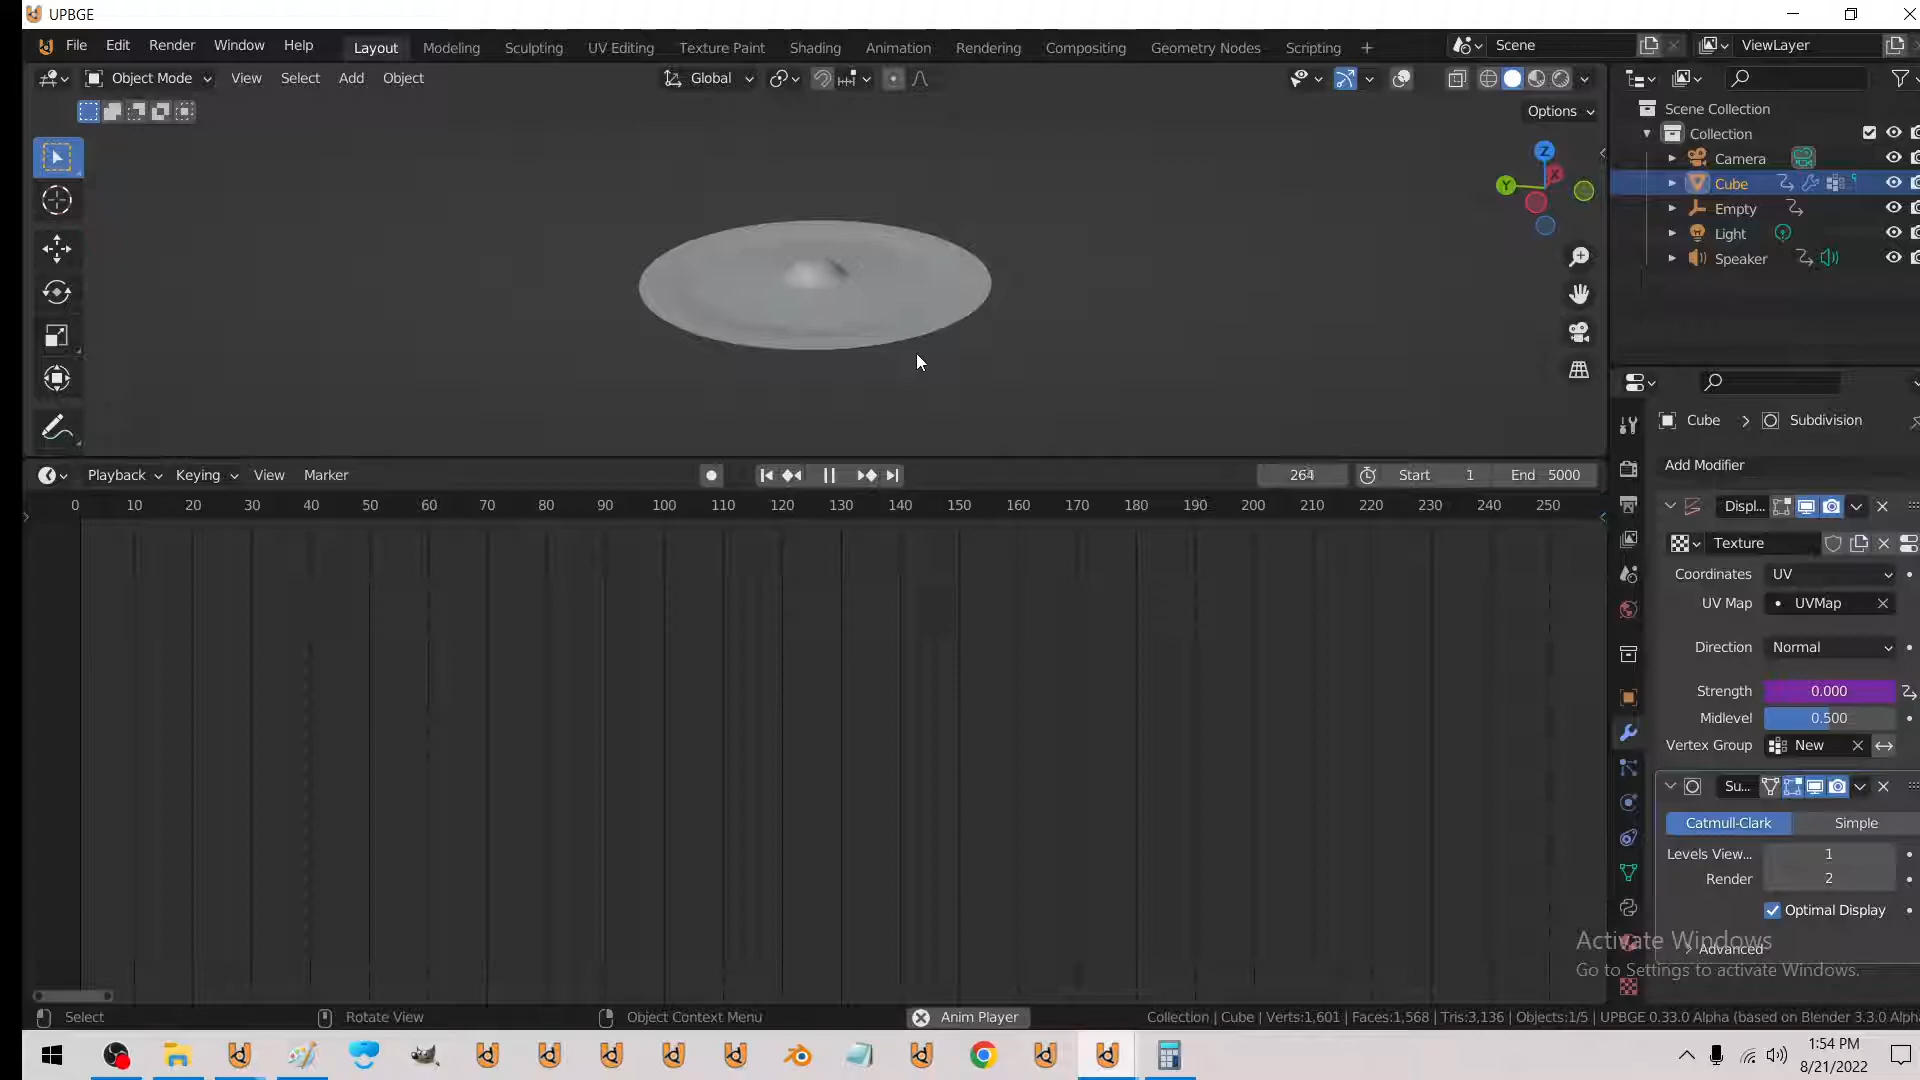 UPBGE
File Edit Render Window Help Layout Modeling Sculpting UV Editing Texture Paint Shading Animation Rendering Compositing Geometry Nodes Scripting + Scene ViewLayer
Object Mode View Select Add Object Global
Options
Z
X
Y
Scene Collection
Collection
Camera
Cube
Empty
Light
Speaker
Playback Keying View Marker 264 Start 1 End 5000
0 10 20 30 40 50 60 70 80 90 100 110 120 130 140 150 160 170 180 190 200 210 220 230 240 250
Cube > Subdivision
Add Modifier
Displ...
Texture
Coordinates UV
UV Map UVMap
Direction Normal
Strength 0.000
Midlevel 0.500
Vertex Group New
Su...
Catmull-Clark Simple
Levels View... 1
Render 2
Optimal Display
Advanced
Activate Windows
Go to Settings to activate Windows.
Select Rotate View Object Context Menu Anim Player Collection | Cube | Verts:1,601 | Faces:1,568 | Tris:3,136 | Objects:1/5 | UPBGE 0.33.0 Alpha (based on Blender 3.3.0 Alpha
1:54 PM
8/21/2022